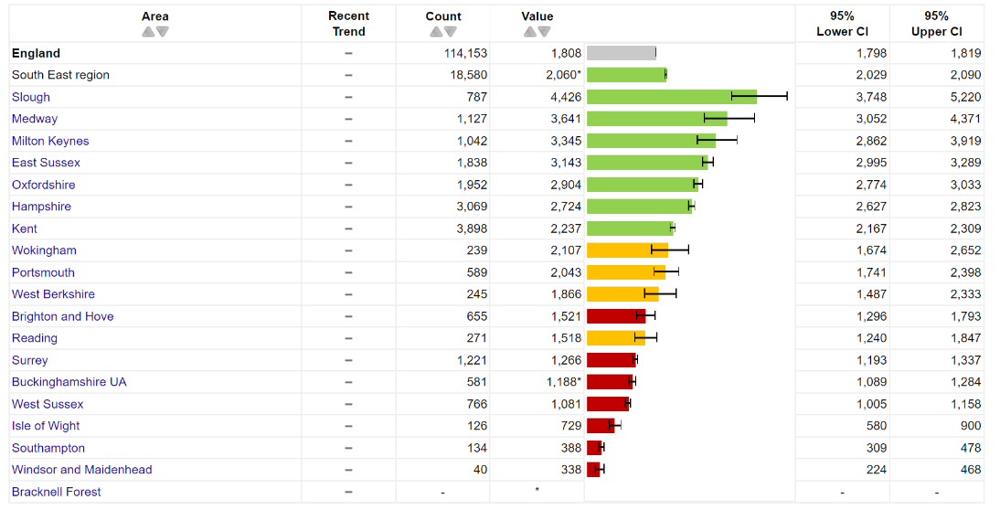 Area Recent Trend Count Value 95% Lower CI 95% Upper CI
England – 114,153 1,808 1,798 1,819
South East region – 18,580 2,060* 2,029 2,090
Slough – 787 4,426 3,748 5,220
Medway – 1,127 3,641 3,052 4,371
Milton Keynes – 1,042 3,345 2,862 3,919
East Sussex – 1,838 3,143 2,995 3,289
Oxfordshire – 1,952 2,904 2,774 3,033
Hampshire – 3,069 2,724 2,627 2,823
Kent – 3,898 2,237 2,167 2,309
Wokingham – 239 2,107 1,674 2,652
Portsmouth – 589 2,043 1,741 2,398
West Berkshire – 245 1,866 1,487 2,333
Brighton and Hove – 655 1,521 1,296 1,793
Reading – 271 1,518 1,240 1,847
Surrey – 1,221 1,266 1,193 1,337
Buckinghamshire UA – 581 1,188* 1,089 1,284
West Sussex – 766 1,081 1,005 1,158
Isle of Wight – 126 729 580 900
Southampton – 134 388 309 478
Windsor and Maidenhead – 40 338 224 468
Bracknell Forest – - * - -